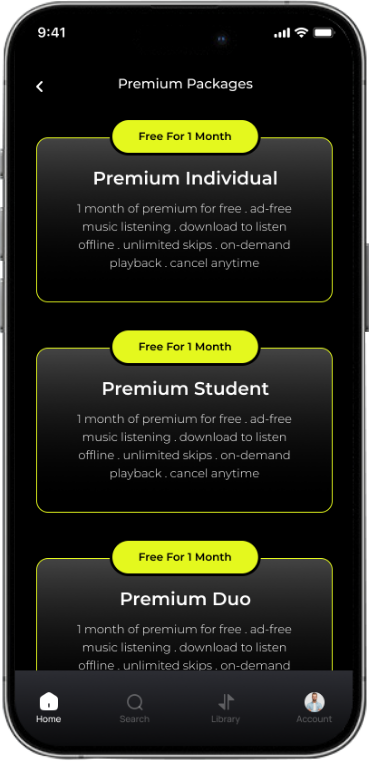 9:41
Premium Packages
Free For 1 Month
Premium Individual
1 month of premium for free . ad-free
music listening . download to listen
offline . unlimited skips . on-demand
playback . cancel anytime
Free For 1 Month
Premium Student
1 month of premium for free . ad-free
music listening . download to listen
offline . unlimited skips . on-demand
playback . cancel anytime
Free For 1 Month
Premium Duo
1 month of premium for free . ad-free
music listening . download to listen
offline . unlimited skips . on-demand
Home Search Library Account